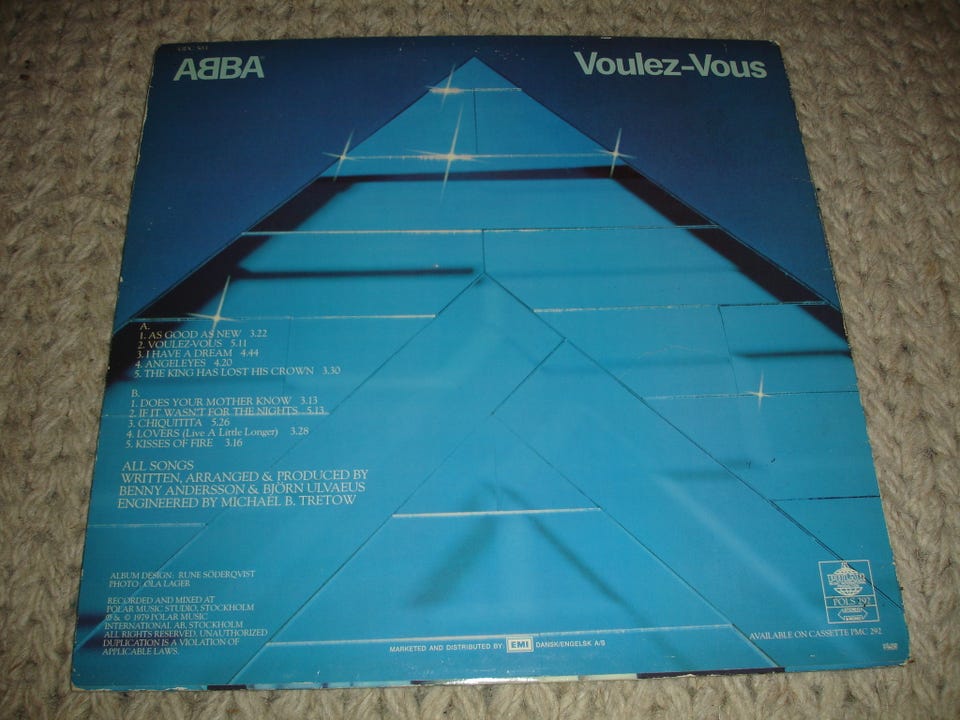 ABBA
Voulez-Vous
A.
1. AS GOOD AS NEW 3.22
2. VOULEZ-VOUS 5.11
3. I HAVE A DREAM 4.44
4. ANGELEYES 4.20
5. THE KING HAS LOST HIS CROWN 3.30
B.
1. DOES YOUR MOTHER KNOW 3.13
2. IF IT WASN'T FOR THE NIGHTS 5.13
3. CHIQUITITA 5.26
4. LOVERS (Live A Little Longer) 3.28
5. KISSES OF FIRE 3.16
ALL SONGS
WRITTEN, ARRANGED & PRODUCED BY
BENNY ANDERSSON & BJÖRN ULVAEUS
ENGINEERED BY MICHAEL B. TRETOW
ALBUM DESIGN: RUNE SÖDERQVIST
PHOTO: OLA LAGER
RECORDED AND MIXED AT
POLAR MUSIC STUDIO, STOCKHOLM
℗ & © 1979 POLAR MUSIC
INTERNATIONAL AB, STOCKHOLM
ALL RIGHTS RESERVED. UNAUTHORIZED
DUPLICATION IS A VIOLATION OF
APPLICABLE LAWS.
MARKETED AND DISTRIBUTED BY EMI DANSK/ENGELSK A/S
POLAR
POLS 292
AVAILABLE ON CASSETTE PMC 292